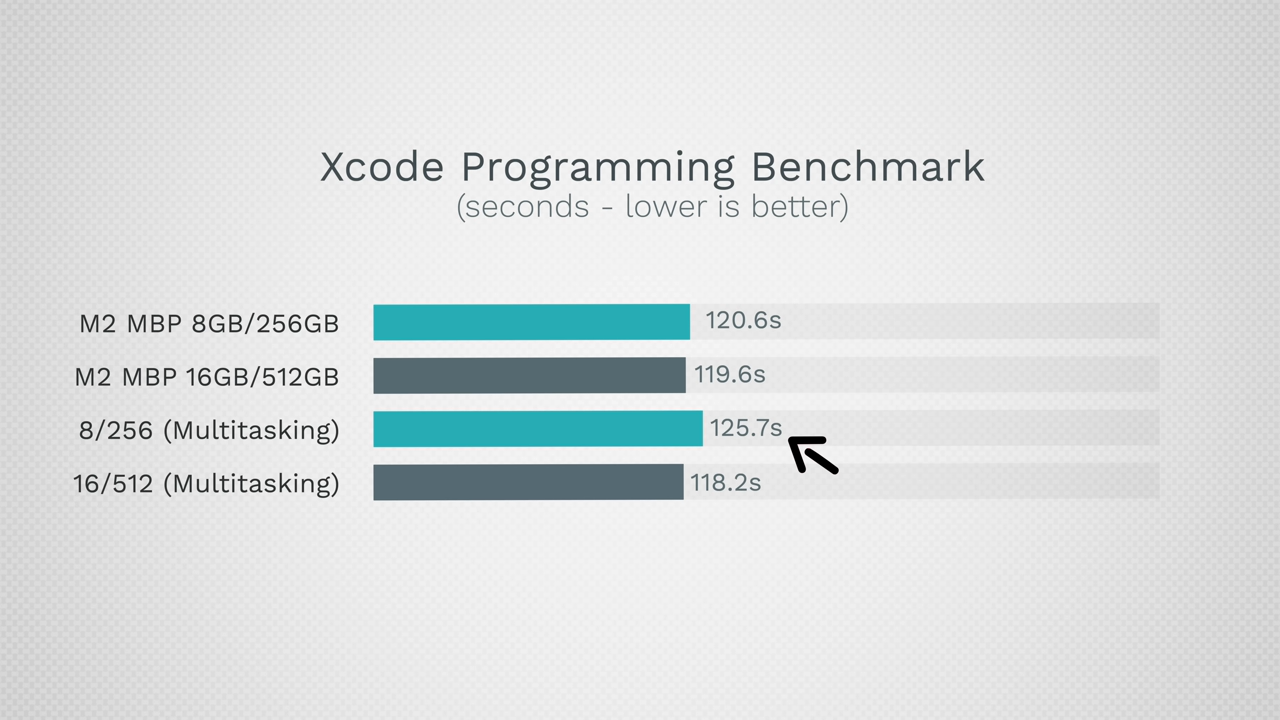 Xcode Programming Benchmark
(seconds - lower is better)
M2 MBP 8GB/256GB 120.6s
M2 MBP 16GB/512GB 119.6s
8/256 (Multitasking) 125.7s
16/512 (Multitasking) 118.2s